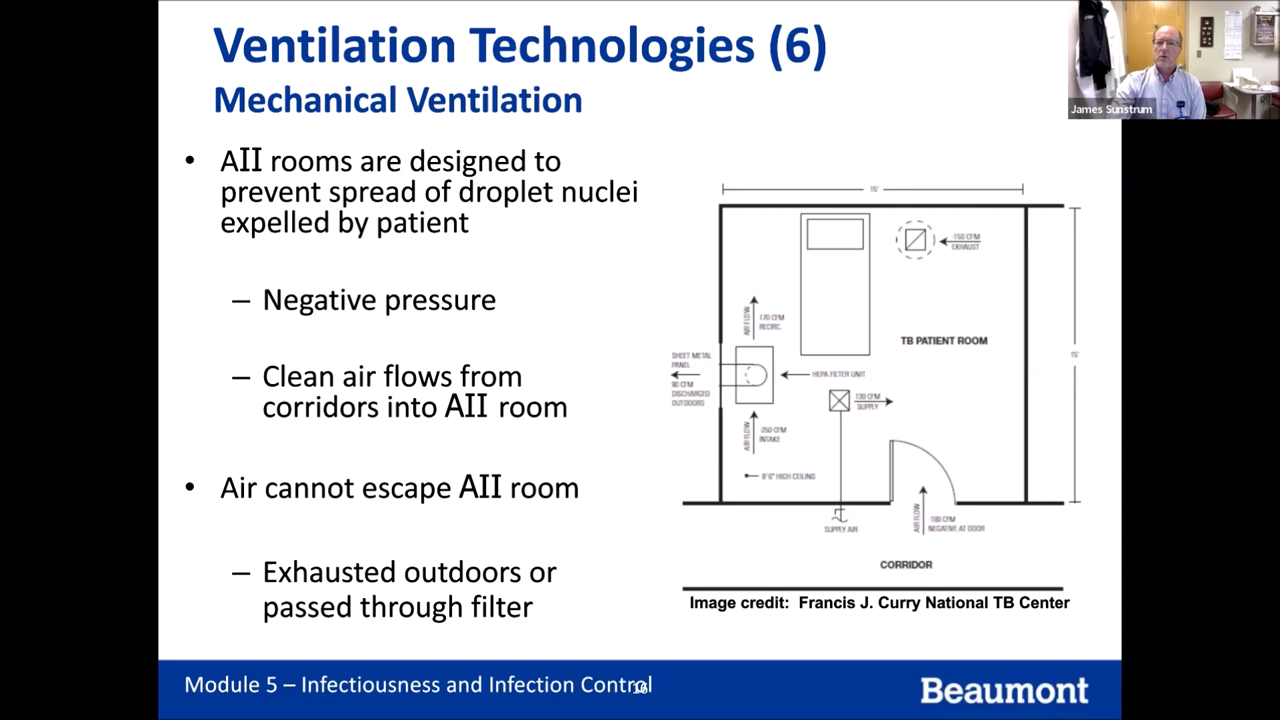 Ventilation Technologies (6)
Mechanical Ventilation
• AII rooms are designed to
prevent spread of droplet nuclei
expelled by patient
– Negative pressure
– Clean air flows from
corridors into AII room
• Air cannot escape AII room
– Exhausted outdoors or
passed through filter
James Sunstrum
15'
-150 CFM
EXHAUST
AIR FLOW
170 CFM
RECIRC.
TB PATIENT ROOM
15'
SHEET METAL
PANEL
80 CFM
DISCHARGED
OUTDOORS
HEPA FILTER UNIT
130 CFM
SUPPLY
AIR FLOW
-250 CFM
INTAKE
8'6" HIGH CEILING
SUPPLY AIR
AIR FLOW
-100 CFM
NEGATIVE AT DOOR
CORRIDOR
Image credit: Francis J. Curry National TB Center
Module 5 – Infectiousness and Infection Control
16
Beaumont